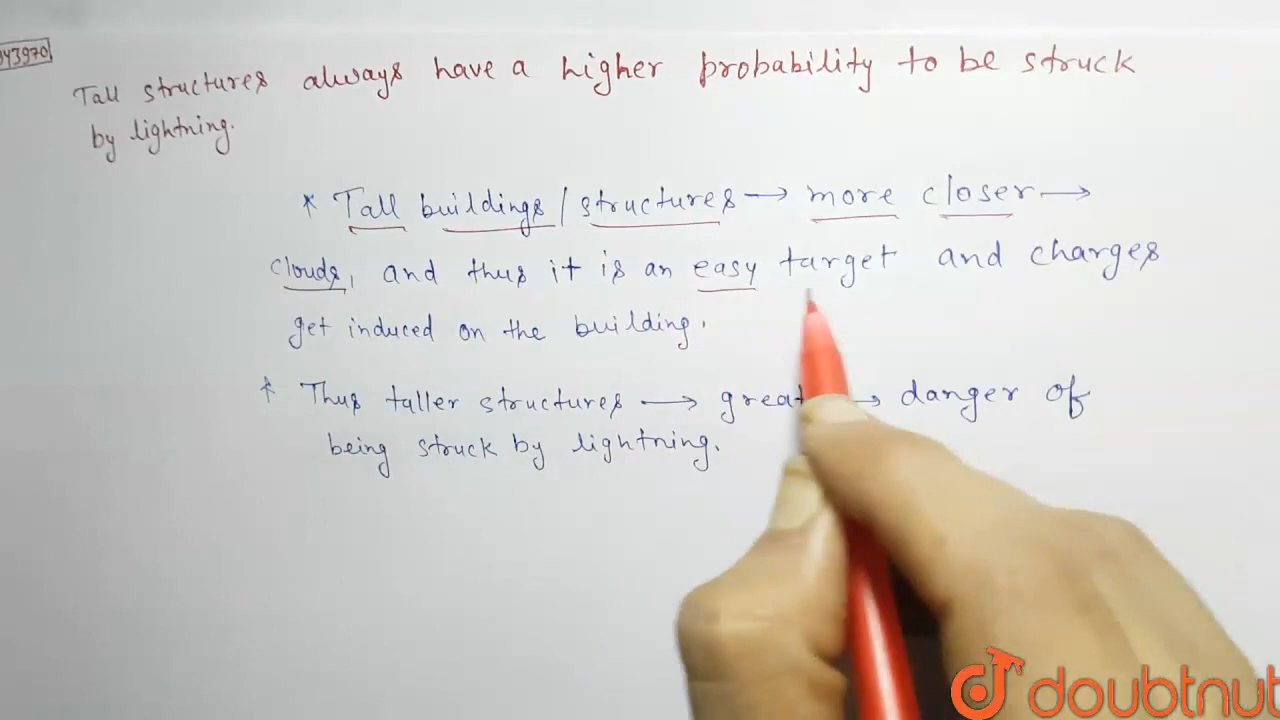 43970
Tall structures always have a higher probability to be struck
by lightning.
* Tall buildings / structures → more closer →
clouds, and thus it is an easy target and charges
get induced on the building.
* Thus taller structures → great → danger of
being struck by lightning.
doubtnut